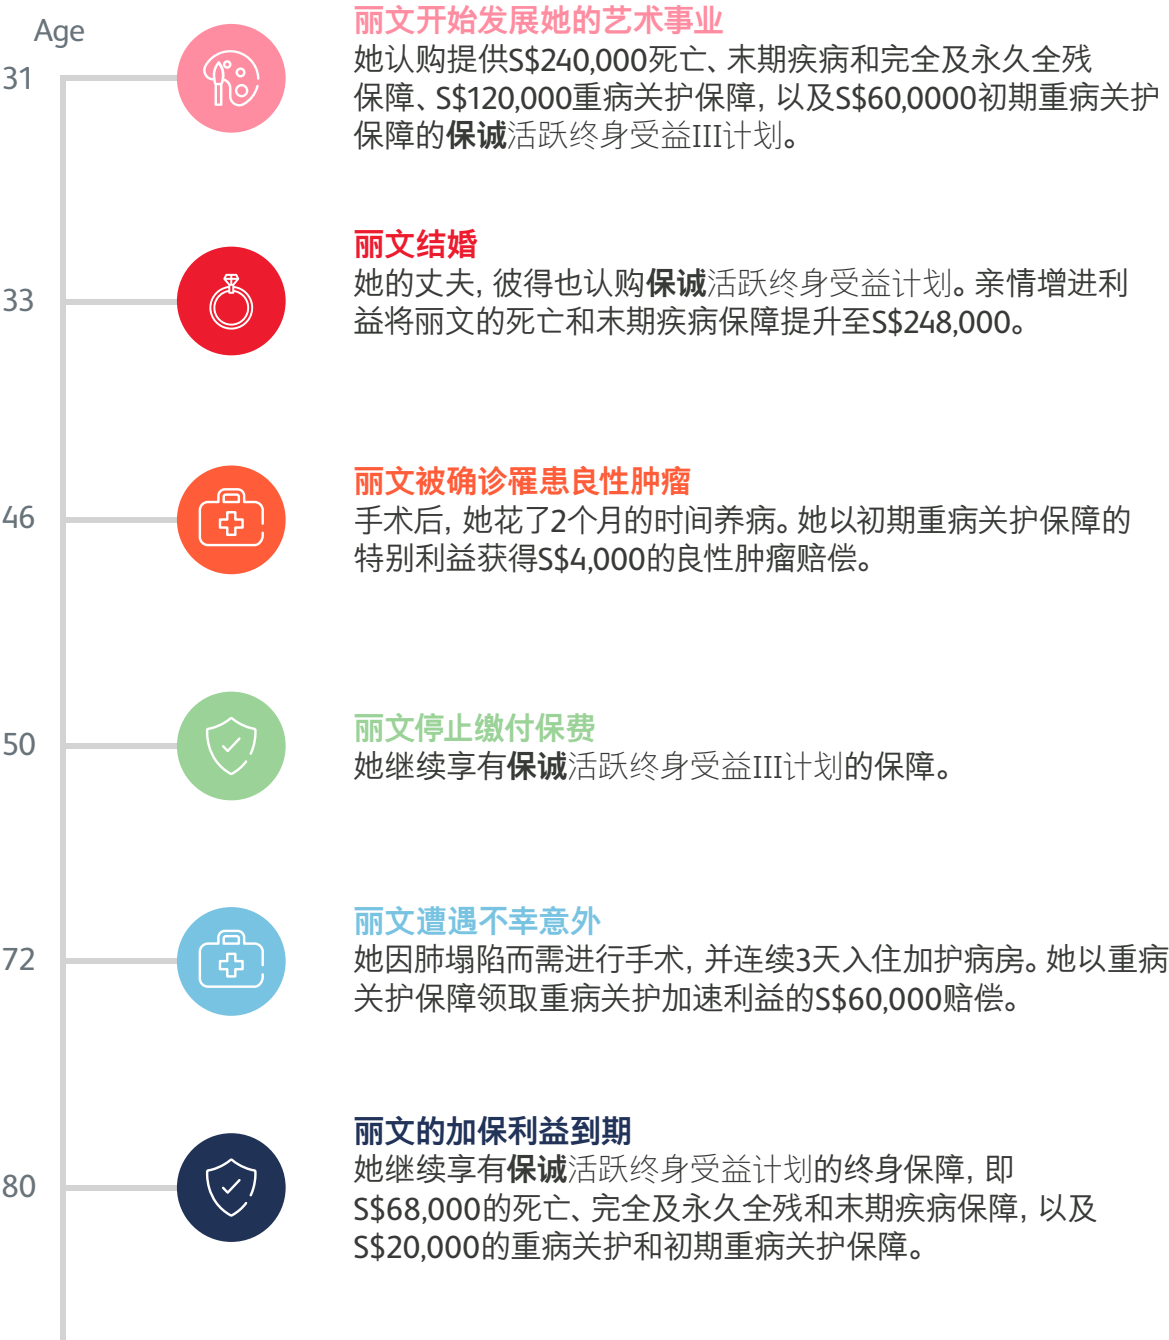 Age
31
丽文开始发展她的艺术事业
她认购提供S$240,000死亡、末期疾病和完全及永久全残
保障、S$120,000重病关护保障, 以及S$60,0000初期重病关护
保障的保诚活跃终身受益III计划。
33
丽文结婚
她的丈夫, 彼得也认购保诚活跃终身受益计划。亲情增进利
益将丽文的死亡和末期疾病保障提升至S$248,000。
46
丽文被确诊罹患良性肿瘤
手术后, 她花了2个月的时间养病。她以初期重病关护保障的
特别利益获得S$4,000的良性肿瘤赔偿。
50
丽文停止缴付保费
她继续享有保诚活跃终身受益III计划的保障。
72
丽文遭遇不幸意外
她因肺塌陷而需进行手术, 并连续3天入住加护病房。她以重病
关护保障领取重病关护加速利益的S$60,000赔偿。
80
丽文的加保利益到期
她继续享有保诚活跃终身受益计划的终身保障, 即
S$68,000的死亡、完全及永久全残和末期疾病保障, 以及
S$20,000的重病关护和初期重病关护保障。